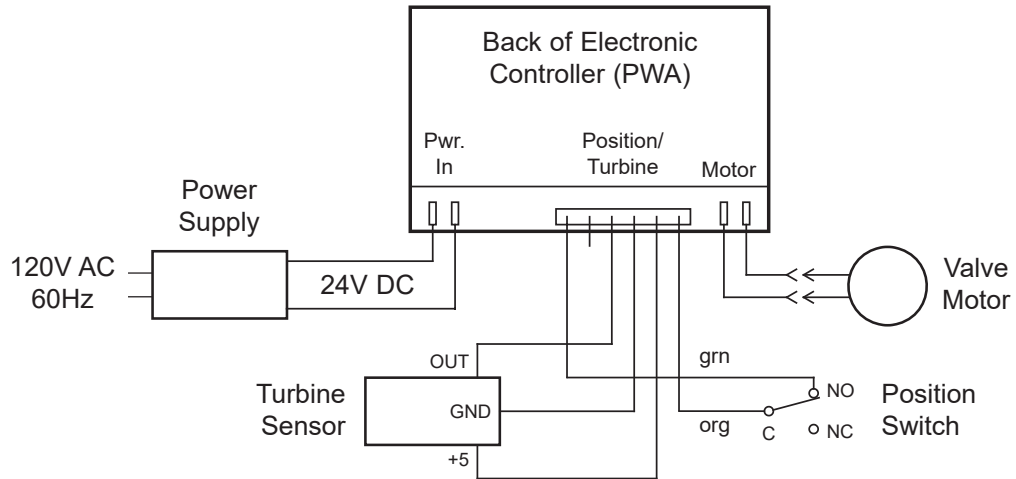 Back of Electronic
Controller (PWA)
Pwr.
In
Position/
Turbine
Motor
Power
Supply
120V AC
60Hz
24V DC
Valve
Motor
OUT
grn
Turbine
Sensor
GND
NO
Position
Switch
org
C
NC
+5